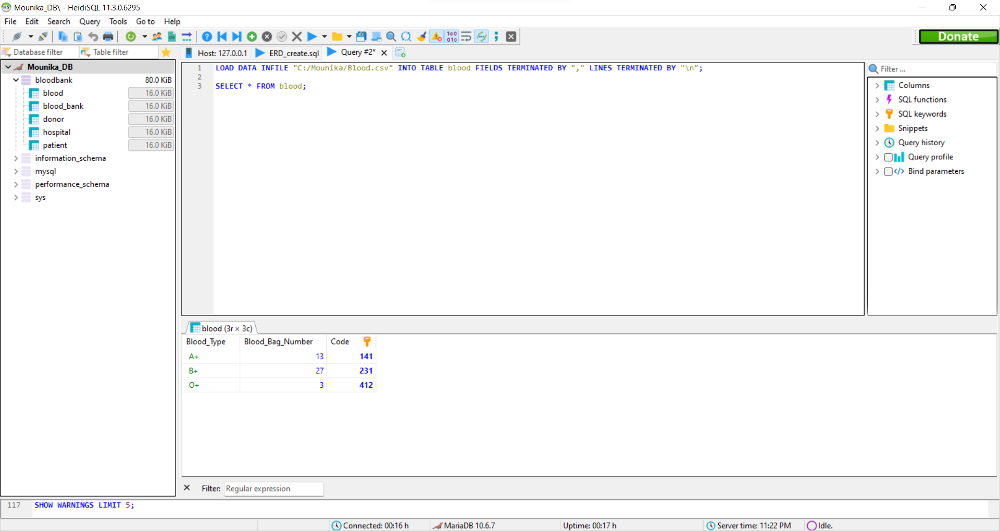 Mounika_DB\ - HeidiSQL 11.3.0.6295
File Edit Search Query Tools Go to Help
Donate
Database filter Table filter
Host: 127.0.0.1 ERD_create.sql Query #2*
Mounika_DB
bloodbank 80.0 KiB
blood 16.0 KiB
blood_bank 16.0 KiB
donor 16.0 KiB
hospital 16.0 KiB
patient 16.0 KiB
information_schema
mysql
performance_schema
sys
1 LOAD DATA INFILE "C:/Mounika/Blood.csv" INTO TABLE blood FIELDS TERMINATED BY "," LINES TERMINATED BY "\n";
2
3 SELECT * FROM blood;
Filter ...
Columns
SQL functions
SQL keywords
Snippets
Query history
Query profile
Bind parameters
blood (3r × 3c)
Blood_Type Blood_Bag_Number Code
A+ 13 141
B+ 27 231
O+ 3 412
Filter: Regular expression
117 SHOW WARNINGS LIMIT 5;
Connected: 00:16 h MariaDB 10.6.7 Uptime: 00:17 h Server time: 11:22 PM Idle.